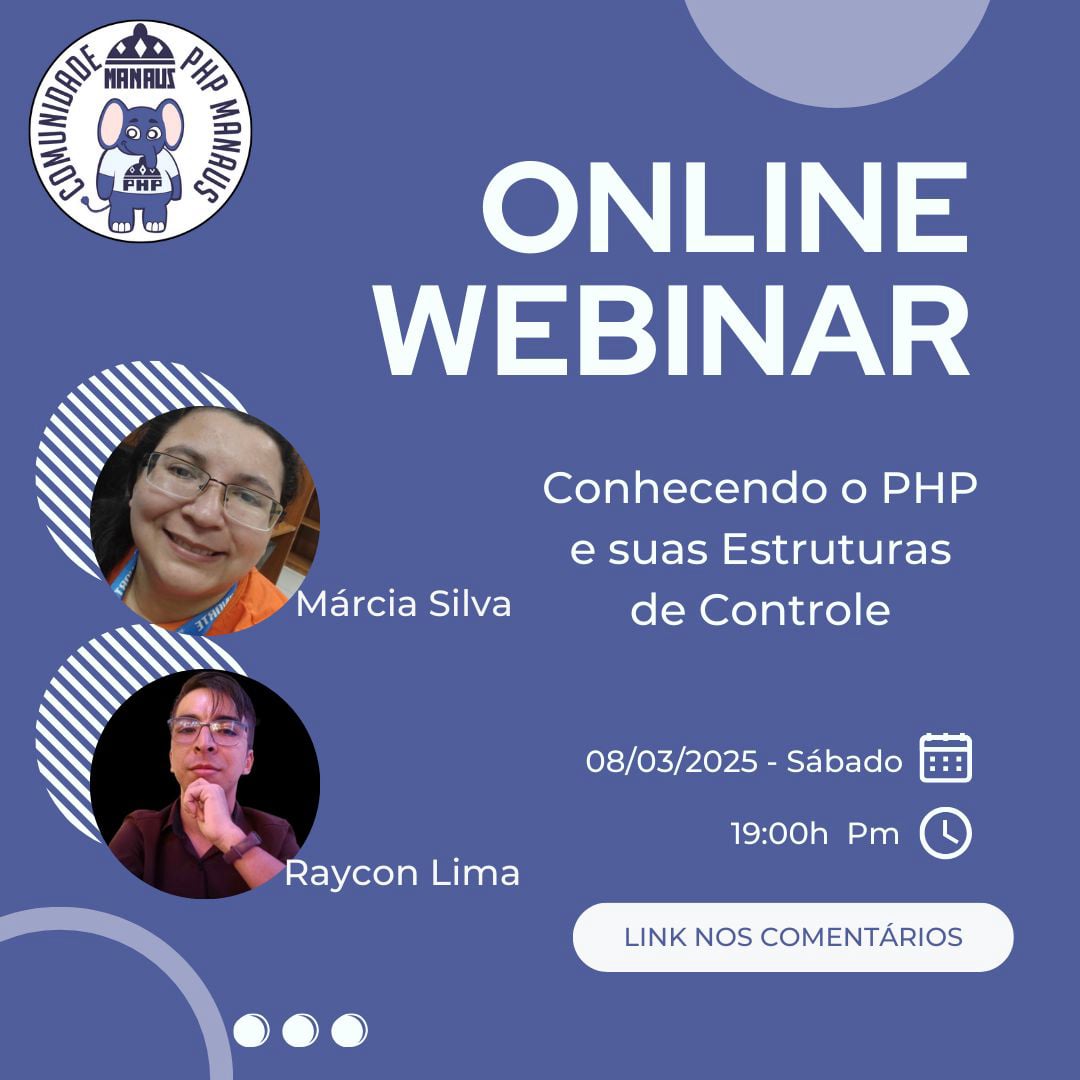 COMUNIDADE PHP MANAUS
MANAUS
PHP
ONLINE
WEBINAR
Conhecendo o PHP
e suas Estruturas
de Controle
Márcia Silva
08/03/2025 - Sábado
19:00h Pm
Raycon Lima
LINK NOS COMENTÁRIOS